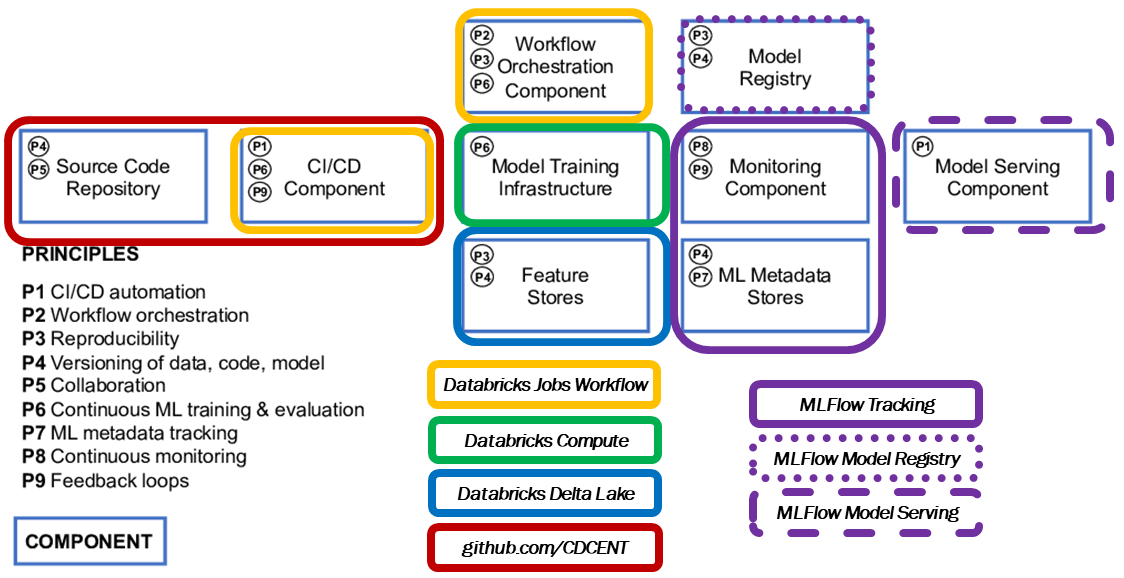 P2
P3
P6
Workflow
Orchestration
Component
P3
P4
Model
Registry
P4
P5
Source Code
Repository
P1
P6
P9
CI/CD
Component
P6
Model Training
Infrastructure
P8
P9
Monitoring
Component
P1
Model Serving
Component
P3
P4
Feature
Stores
P4
P7
ML Metadata
Stores
PRINCIPLES
P1 CI/CD automation
P2 Workflow orchestration
P3 Reproducibility
P4 Versioning of data, code, model
P5 Collaboration
P6 Continuous ML training & evaluation
P7 ML metadata tracking
P8 Continuous monitoring
P9 Feedback loops
COMPONENT
Databricks Jobs Workflow
Databricks Compute
Databricks Delta Lake
github.com/CDCENT
MLFlow Tracking
MLFlow Model Registry
MLFlow Model Serving